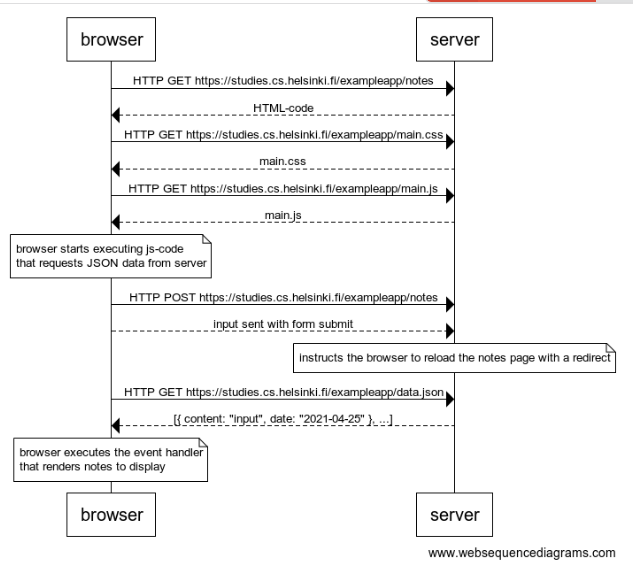 browser server
HTTP GET https://studies.cs.helsinki.fi/exampleapp/notes
HTML-code
HTTP GET https://studies.cs.helsinki.fi/exampleapp/main.css
main.css
HTTP GET https://studies.cs.helsinki.fi/exampleapp/main.js
main.js
browser starts executing js-code
that requests JSON data from server
HTTP POST https://studies.cs.helsinki.fi/exampleapp/notes
input sent with form submit
instructs the browser to reload the notes page with a redirect
HTTP GET https://studies.cs.helsinki.fi/exampleapp/data.json
[{ content: "input", date: "2021-04-25" }, ...]
browser executes the event handler
that renders notes to display
browser server
www.websequencediagrams.com